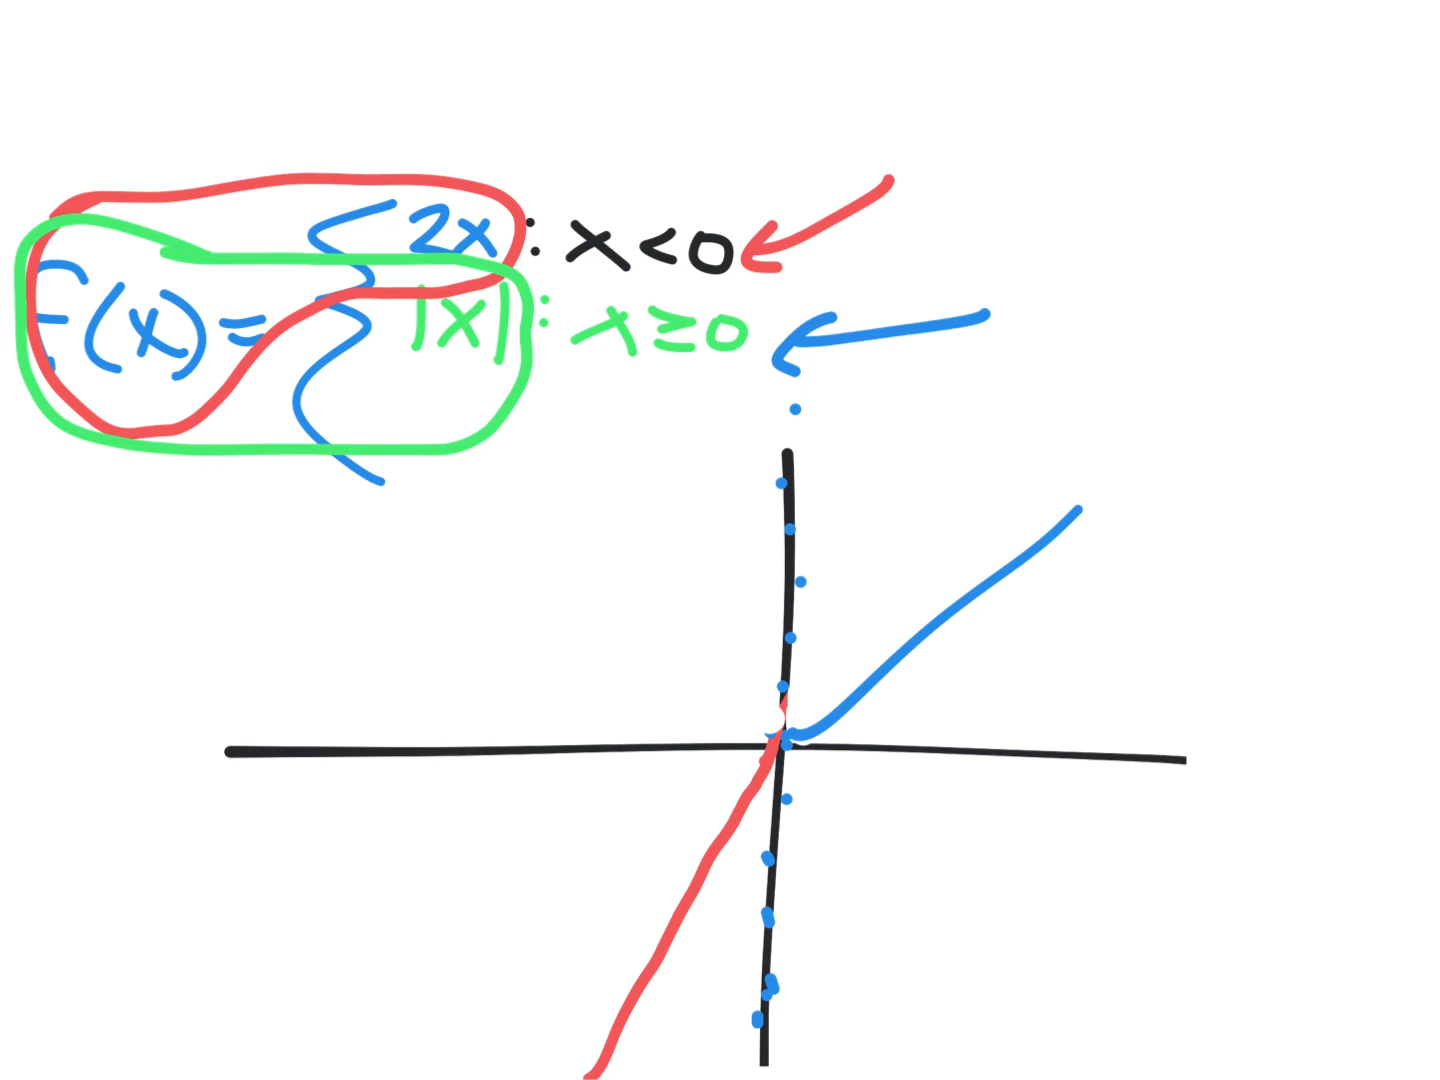 2x : x<0
f(x)= |x| : x≥0